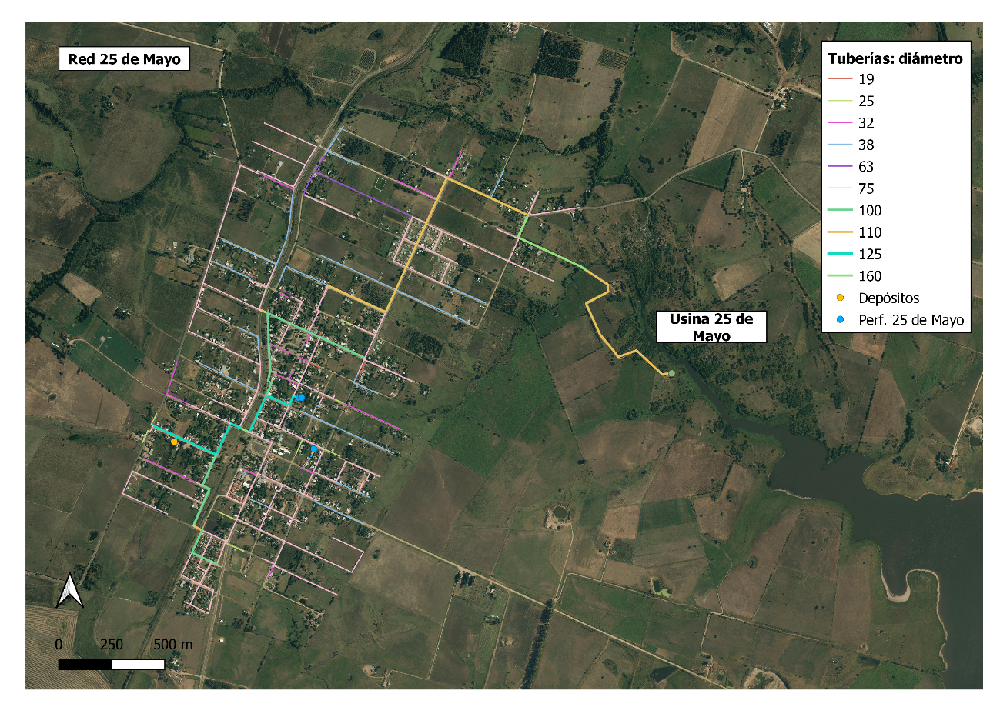 Red 25 de Mayo
Tuberías: diámetro
19
25
32
38
63
75
100
110
125
160
Depósitos
Perf. 25 de Mayo
Usina 25 de
Mayo
0 250 500 m